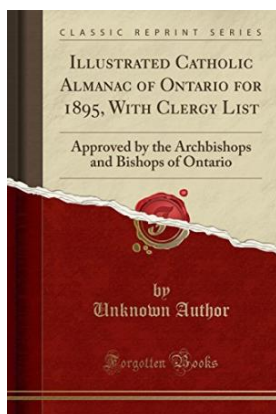 CLASSIC REPRINT SERIES
ILLUSTRATED CATHOLIC
ALMANAC OF ONTARIO FOR
1895, WITH CLERGY LIST
Approved by the Archbishops
and Bishops of Ontario
by
Unknown Author
Forgotten Books